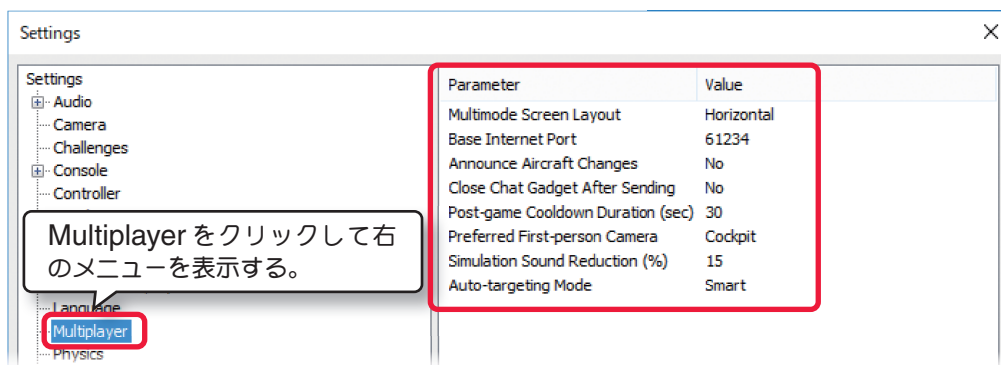 Settings
Settings
Audio
Camera
Challenges
Console
Controller
Multiplayer をクリックして右
のメニューを表示する。
Language
Multiplayer
Physics
Parameter Value
Multimode Screen Layout Horizontal
Base Internet Port 61234
Announce Aircraft Changes No
Close Chat Gadget After Sending No
Post-game Cooldown Duration (sec) 30
Preferred First-person Camera Cockpit
Simulation Sound Reduction (%) 15
Auto-targeting Mode Smart